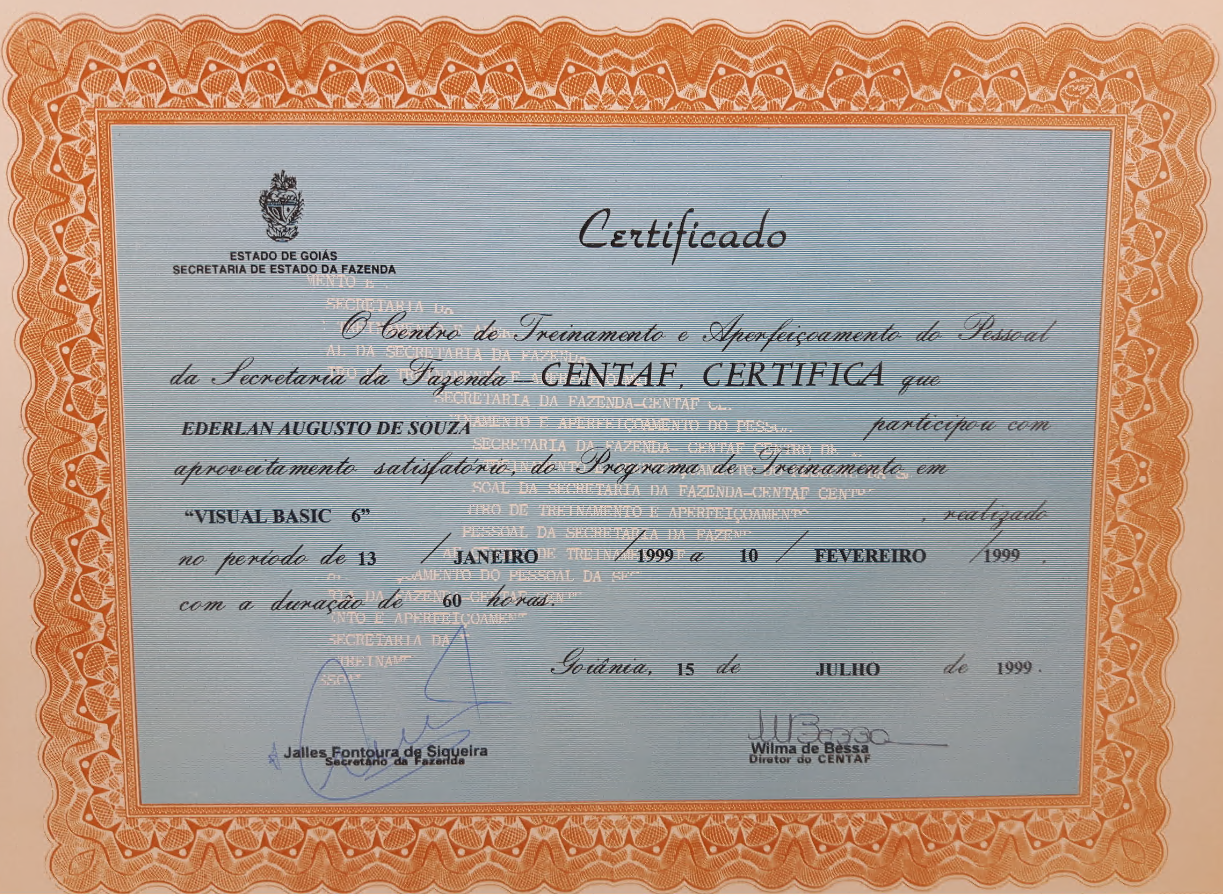 ESTADO DE GOIÁS
SECRETARIA DE ESTADO DA FAZENDA
Certificado
O Centro de Treinamento e Aperfeiçoamento do Pessoal
da Secretaria da Fazenda - CENTAF, CERTIFICA que
EDERLAN AUGUSTO DE SOUZA participou com
aproveitamento satisfatório, do Programa de Treinamento em
"VISUAL BASIC 6" , realizado
no período de 13 / JANEIRO /1999 a 10 / FEVEREIRO /1999 .
com a duração de 60 horas.
Goiânia, 15 de JULHO de 1999.
Jalles Fontoura de Siqueira
Secretário da Fazenda
Wilma de Bessa
Diretor do CENTAF